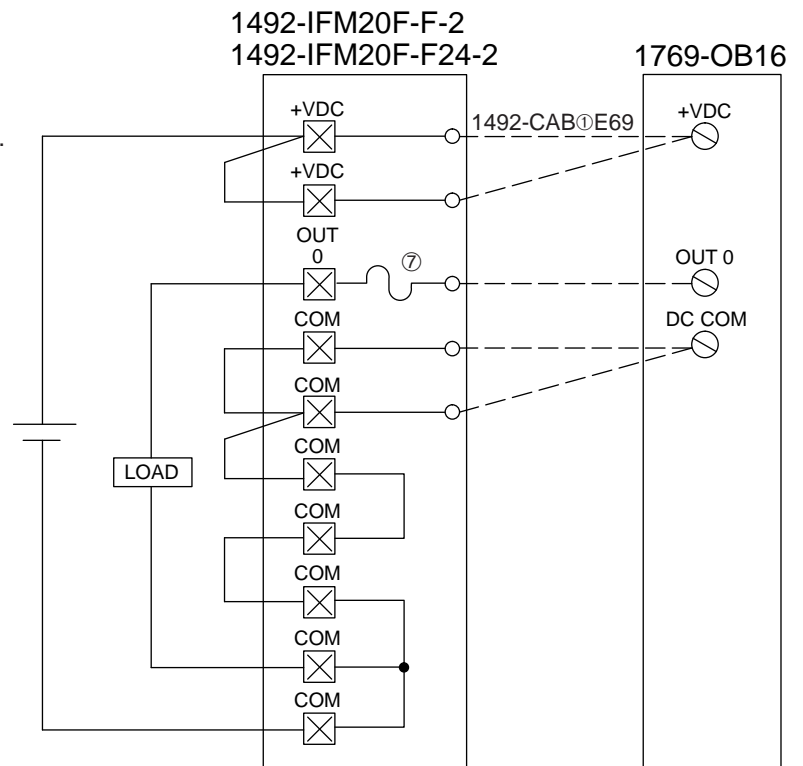 1492-IFM20F-F-2
1492-IFM20F-F24-2
1769-OB16
+VDC
1492-CAB①E69
+VDC
.
+VDC
OUT
0
⑦
OUT 0
COM
DC COM
COM
COM
LOAD
COM
COM
COM
COM